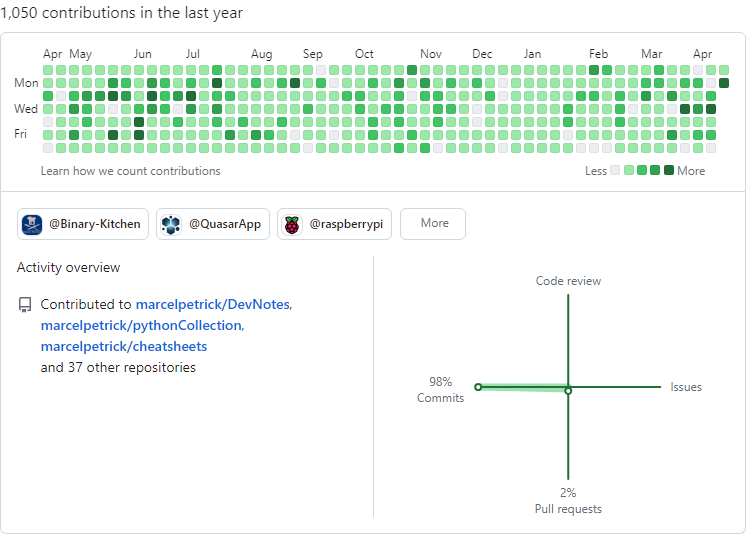 1,050 contributions in the last year
Apr May Jun Jul Aug Sep Oct Nov Dec Jan Feb Mar Apr
Mon
Wed
Fri
Learn how we count contributions Less More
@Binary-Kitchen @QuasarApp @raspberrypi More
Activity overview
Contributed to marcelpetrick/DevNotes,
marcelpetrick/pythonCollection,
marcelpetrick/cheatsheets
and 37 other repositories
Code review
98%
Commits
Issues
2%
Pull requests